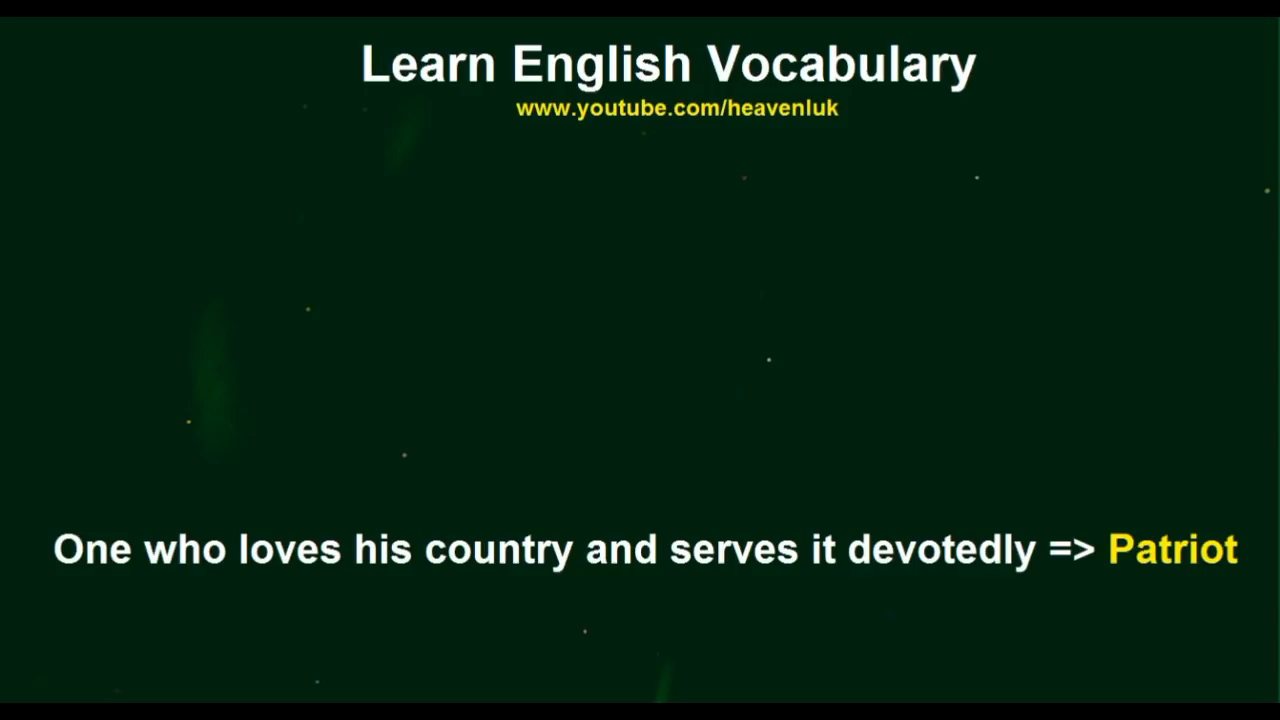 Learn English Vocabulary
www.youtube.com/heavenluk
One who loves his country and serves it devotedly => Patriot